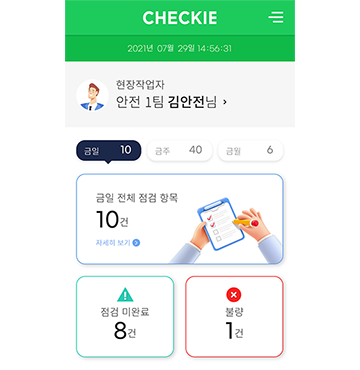 CHECKIE
2021년 07월 29일 14:56:31
현장작업자
안전 1팀 김안전님 ›
금일 10 금주 40 금월 6
금일 전체 점검 항목
10건
자세히 보기
점검 미완료 불량
8건 1건